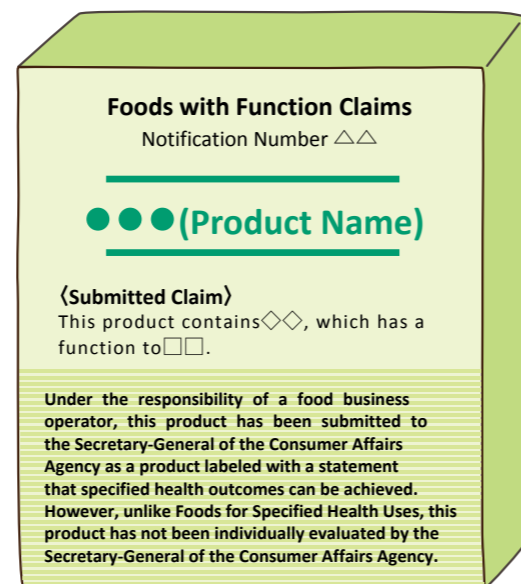 Foods with Function Claims
Notification Number △△
●●●(Product Name)
〈Submitted Claim〉
This product contains◇◇, which has a
function to□□.
Under the responsibility of a food business
operator, this product has been submitted to
the Secretary-General of the Consumer Affairs
Agency as a product labeled with a statement
that specified health outcomes can be achieved.
However, unlike Foods for Specified Health Uses, this
product has not been individually evaluated by the
Secretary-General of the Consumer Affairs Agency.